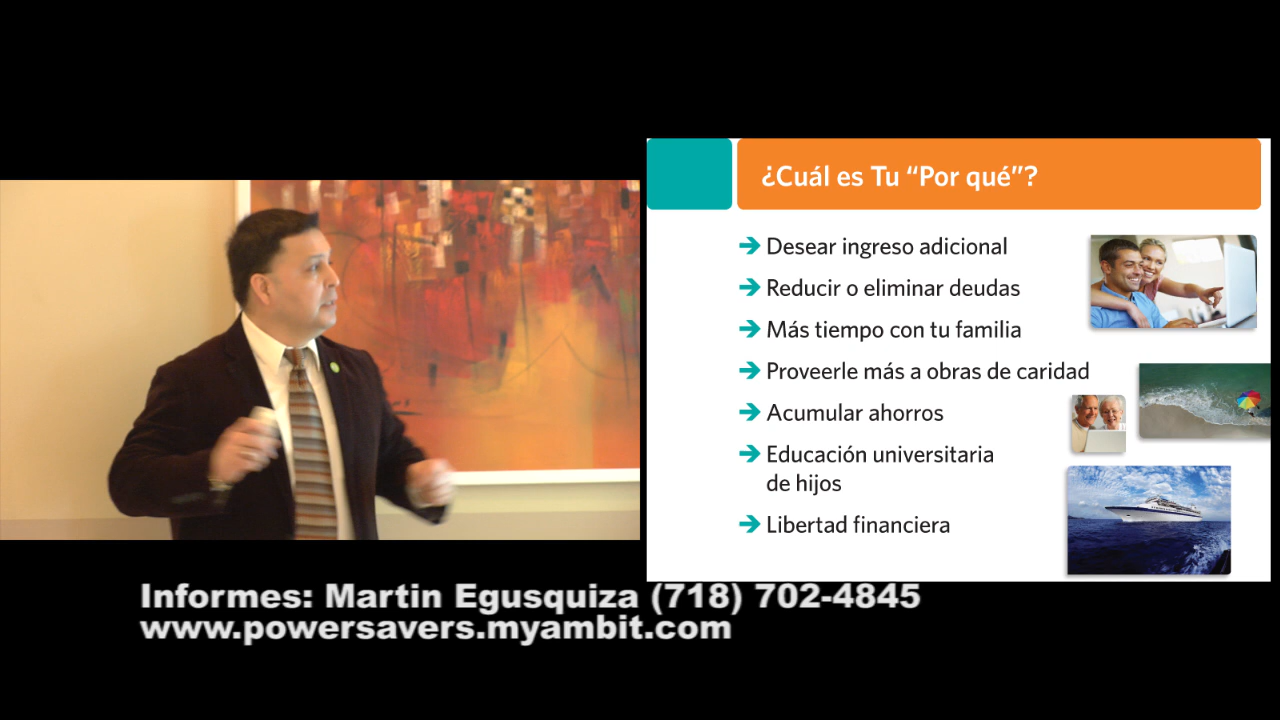 ¿Cuál es Tu “Por qué”?
Desear ingreso adicional
Reducir o eliminar deudas
Más tiempo con tu familia
Proveerle más a obras de caridad
Acumular ahorros
Educación universitaria
de hijos
Libertad financiera
Informes: Martin Egusquiza (718) 702-4845
www.powersavers.myambit.com